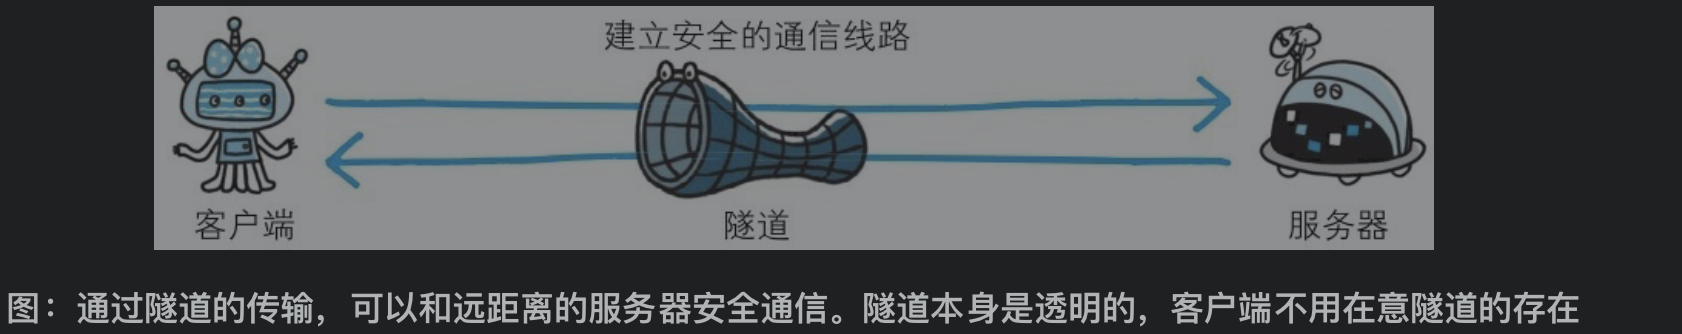 建立安全的通信线路
客户端
隧道
服务器
图：通过隧道的传输，可以和远距离的服务器安全通信。隧道本身是透明的，客户端不用在意隧道的存在